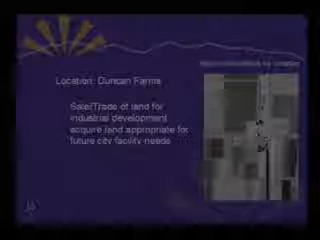 Location: Duncan Farms
Sale/Trade of land for
industrial development
acquire land appropriate for
future city facility needs